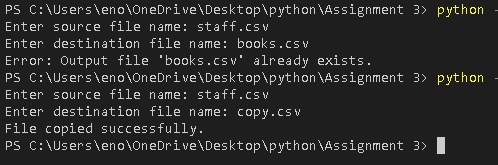 PS C:\Users\eno\OneDrive\Desktop\python\Assignment 3> python -
Enter source file name: staff.csv
Enter destination file name: books.csv
Error: Output file 'books.csv' already exists.
PS C:\Users\eno\OneDrive\Desktop\python\Assignment 3> python -
Enter source file name: staff.csv
Enter destination file name: copy.csv
File copied successfully.
PS C:\Users\eno\OneDrive\Desktop\python\Assignment 3>